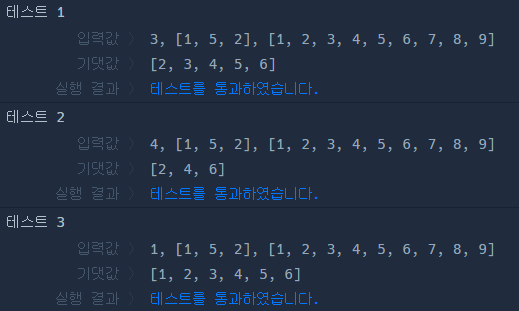 테스트 1
입력값 〉 3, [1, 5, 2], [1, 2, 3, 4, 5, 6, 7, 8, 9]
기댓값 〉 [2, 3, 4, 5, 6]
실행 결과 〉 테스트를 통과하였습니다.
테스트 2
입력값 〉 4, [1, 5, 2], [1, 2, 3, 4, 5, 6, 7, 8, 9]
기댓값 〉 [2, 4, 6]
실행 결과 〉 테스트를 통과하였습니다.
테스트 3
입력값 〉 1, [1, 5, 2], [1, 2, 3, 4, 5, 6, 7, 8, 9]
기댓값 〉 [1, 2, 3, 4, 5, 6]
실행 결과 〉 테스트를 통과하였습니다.